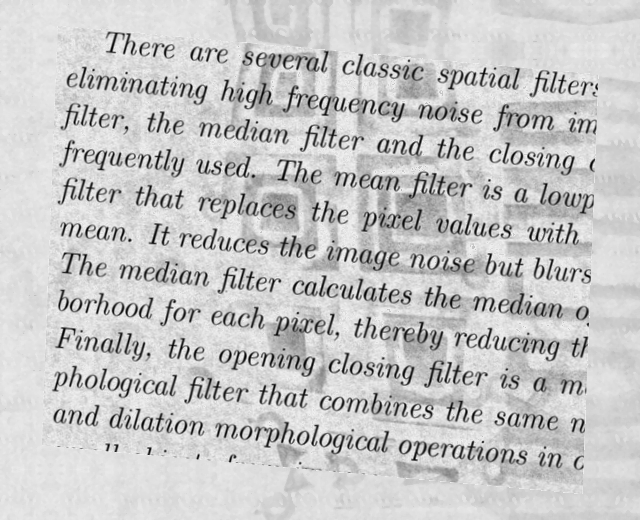 There are several classic spatial filters
eliminating high frequency noise from im
filter, the median filter and the closing
frequently used. The mean filter is a lowp
filter that replaces the pixel values with
mean. It reduces the image noise but blurs
The median filter calculates the median o
borhood for each pixel, thereby reducing th
Finally, the opening closing filter is a m
phological filter that combines the same n
and dilation morphological operations in